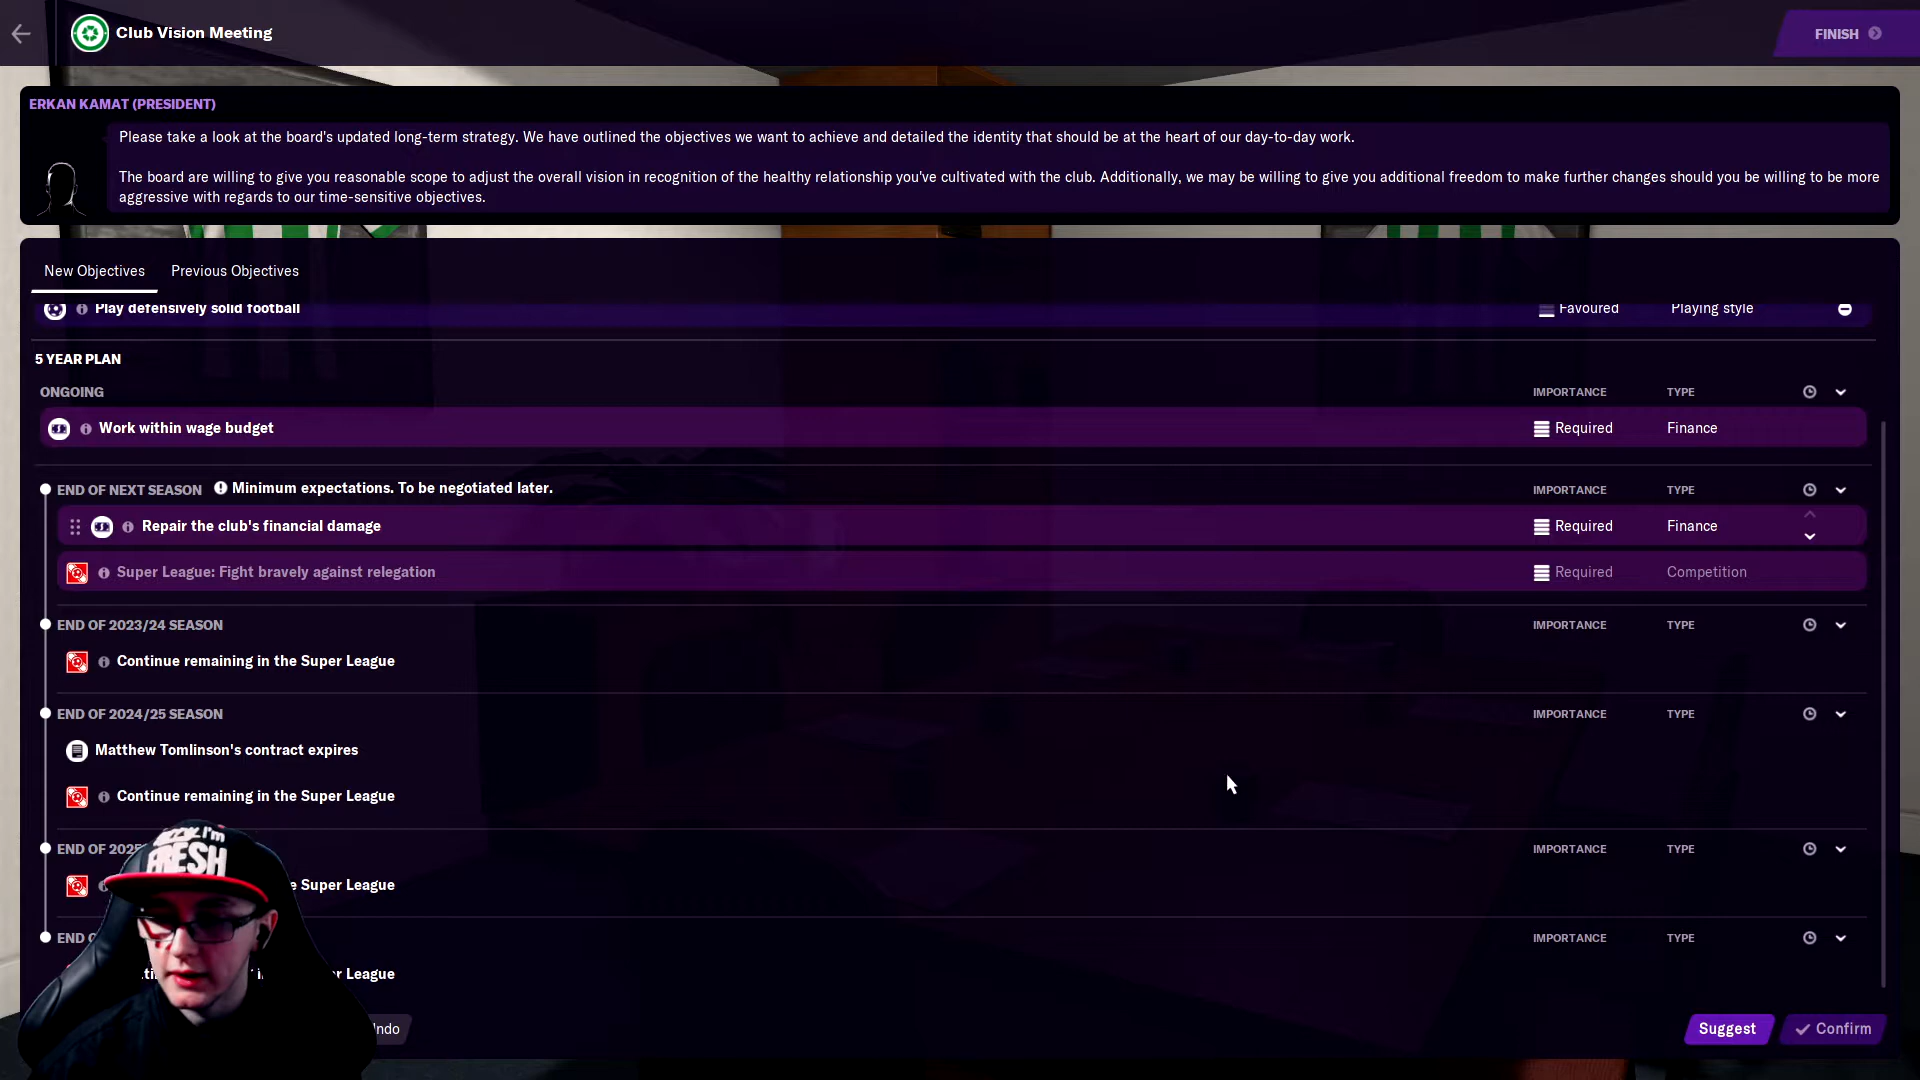 Club Vision Meeting
FINISH
ERKAN KAMAT (PRESIDENT)
Please take a look at the board's updated long-term strategy. We have outlined the objectives we want to achieve and detailed the identity that should be at the heart of our day-to-day work.
The board are willing to give you reasonable scope to adjust the overall vision in recognition of the healthy relationship you've cultivated with the club. Additionally, we may be willing to give you additional freedom to make further changes should you be willing to be more
aggressive with regards to our time-sensitive objectives.
New Objectives Previous Objectives
Play defensively solid football Favoured Playing style
5 YEAR PLAN
ONGOING IMPORTANCE TYPE
Work within wage budget Required Finance
END OF NEXT SEASON Minimum expectations. To be negotiated later. IMPORTANCE TYPE
Repair the club's financial damage Required Finance
Super League: Fight bravely against relegation Required Competition
END OF 2023/24 SEASON IMPORTANCE TYPE
Continue remaining in the Super League
END OF 2024/25 SEASON IMPORTANCE TYPE
Matthew Tomlinson's contract expires
Continue remaining in the Super League
END OF 2025 IMPORTANCE TYPE
I'm
FRESH
Super League
END IMPORTANCE TYPE
League
Suggest Confirm